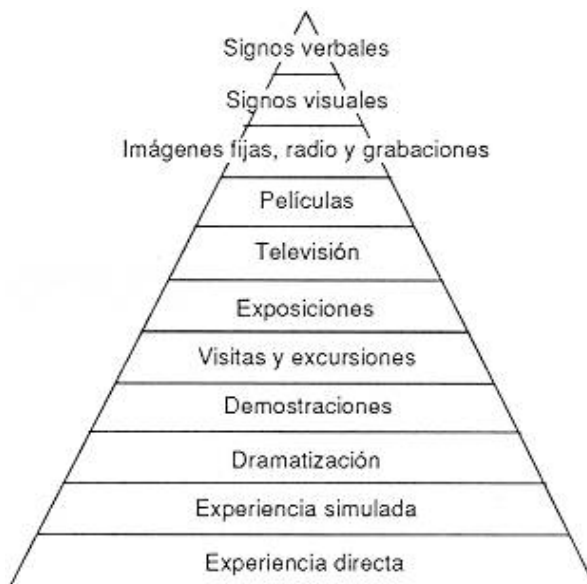 Signos verbales
Signos visuales
Imágenes fijas, radio y grabaciones
Películas
Televisión
Exposiciones
Visitas y excursiones
Demostraciones
Dramatización
Experiencia simulada
Experiencia directa